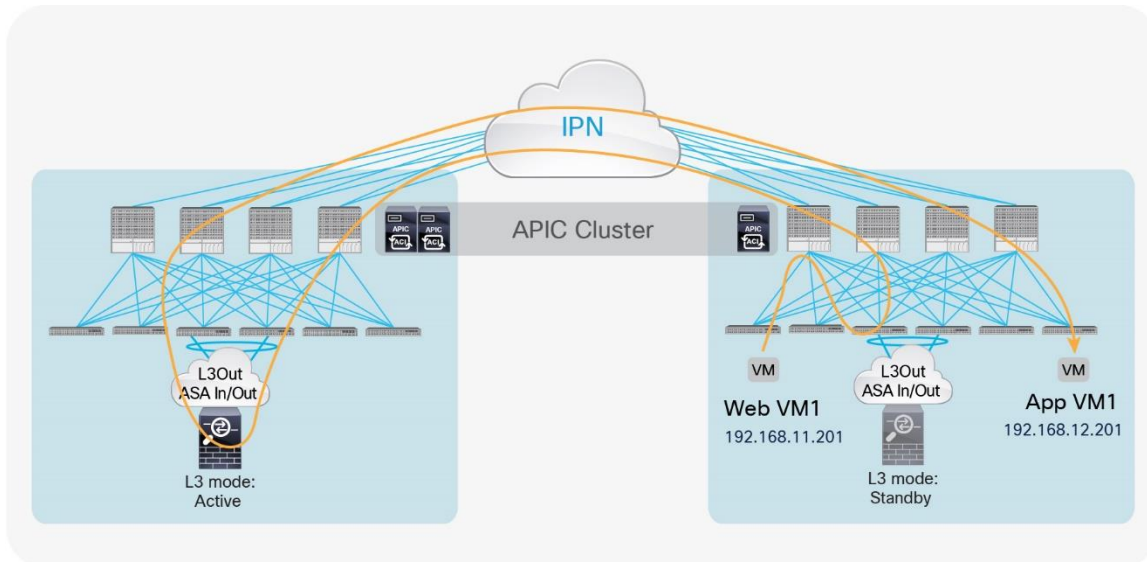 IPN
APIC
ACI
APIC
ACI
APIC Cluster
APIC
ACI
L3Out
ASA In/Out
L3 mode:
Active
VM
Web VM1
192.168.11.201
L3Out
ASA In/Out
L3 mode:
Standby
VM
App VM1
192.168.12.201